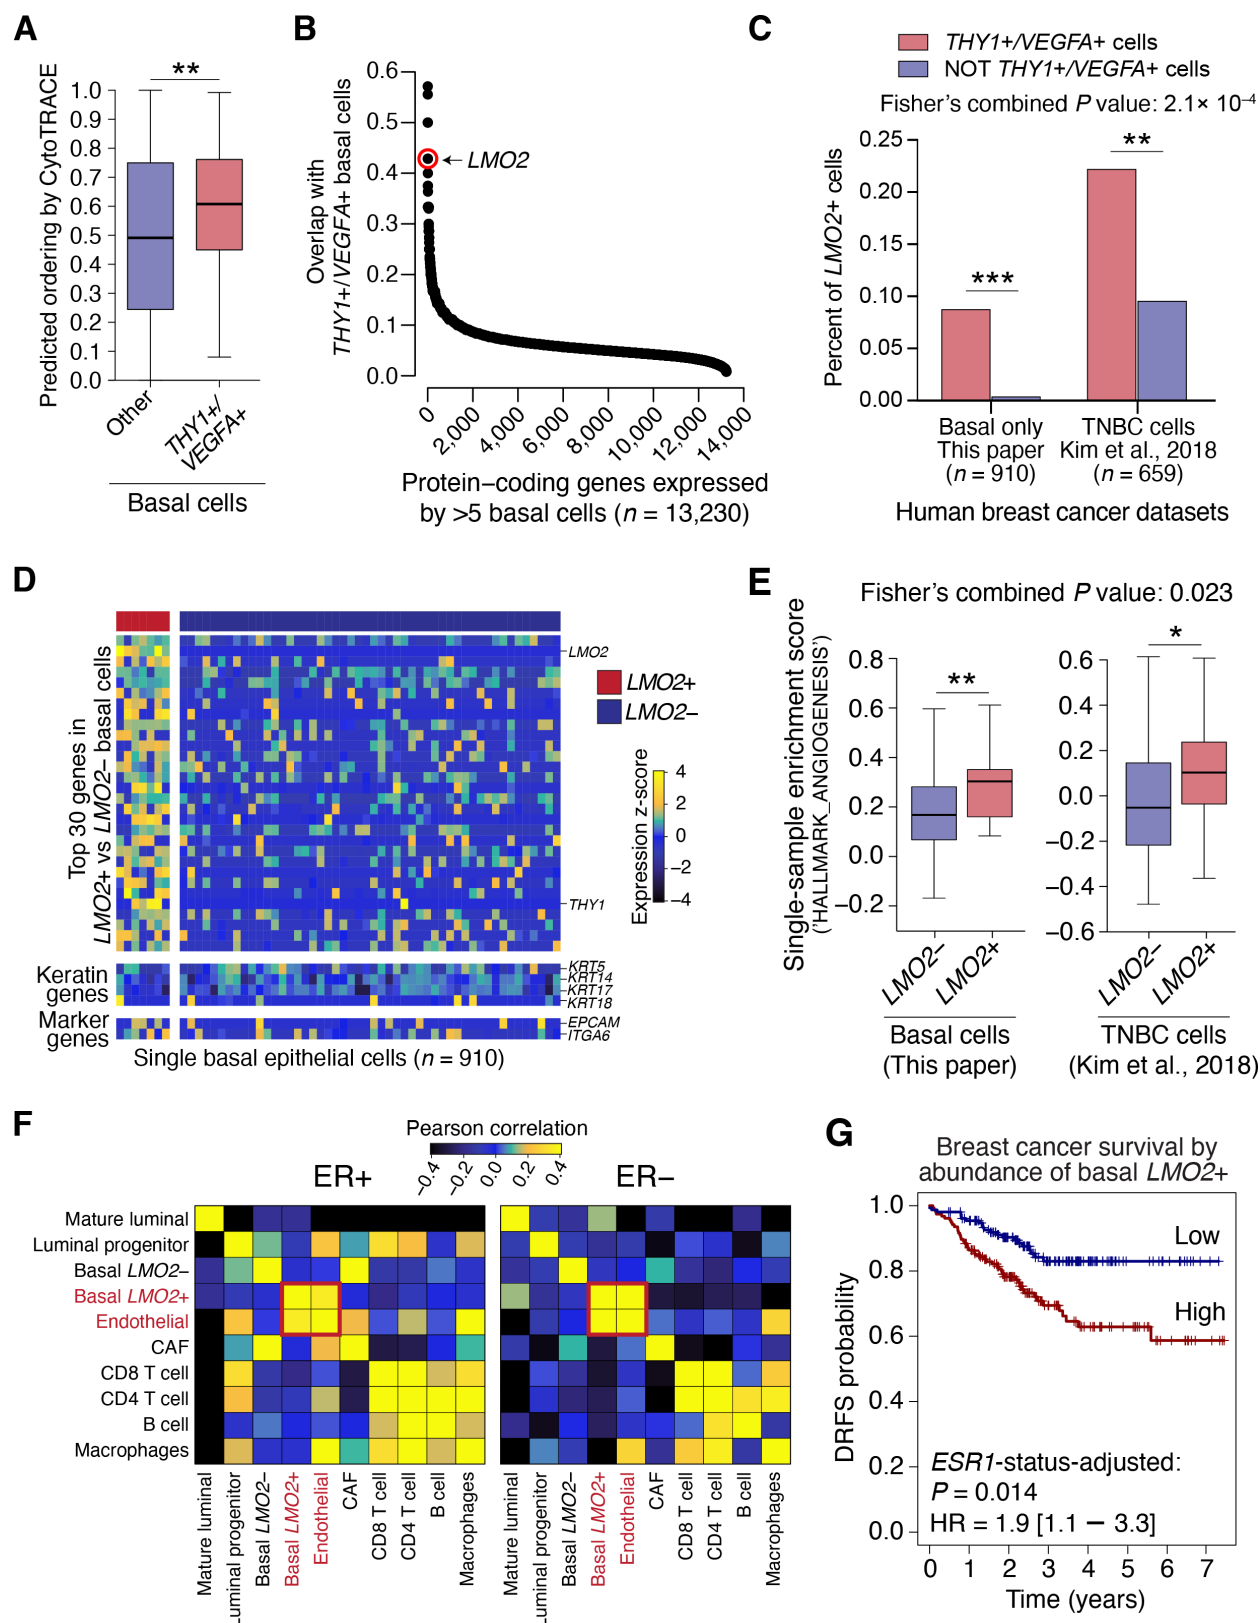 A
Predicted ordering by CytoTRACE
**
1.0
0.9
0.8
0.7
0.6
0.5
0.4
0.3
0.2
0.1
0.0
Other
THY1+/
VEGFA+
Basal cells
B
Overlap with
THY1+/VEGFA+ basal cells
0.6
0.5
0.4
0.3
0.2
0.1
0.0
LMO2
0
2,000
4,000
6,000
8,000
10,000
12,000
14,000
Protein–coding genes expressed
by >5 basal cells (n = 13,230)
C
THY1+/VEGFA+ cells
NOT THY1+/VEGFA+ cells
Fisher's combined P value: 2.1× 10–4
Percent of LMO2+ cells
0.25
0.20
0.15
0.10
0.05
0.00
***
**
Basal only
This paper
(n = 910)
TNBC cells
Kim et al., 2018
(n = 659)
Human breast cancer datasets
D
Top 30 genes in
LMO2+ vs LMO2– basal cells
LMO2
THY1
LMO2+
LMO2–
Expression z-score
4
2
0
–2
–4
Keratin
genes
KRT5
KRT14
KRT17
KRT18
Marker
genes
EPCAM
ITGA6
Single basal epithelial cells (n = 910)
E
Fisher's combined P value: 0.023
Single-sample enrichment score
('HALLMARK_ANGIOGENESIS')
0.8
0.6
0.4
0.2
0.0
–0.2
**
LMO2–
LMO2+
Basal cells
(This paper)
0.6
0.4
0.2
0.0
–0.2
–0.4
–0.6
*
LMO2–
LMO2+
TNBC cells
(Kim et al., 2018)
F
Pearson correlation
–0.4
–0.2
0.0
0.2
0.4
ER+
ER–
Mature luminal
Luminal progenitor
Basal LMO2–
Basal LMO2+
Endothelial
CAF
CD8 T cell
CD4 T cell
B cell
Macrophages
Mature luminal
Luminal progenitor
Basal LMO2–
Basal LMO2+
Endothelial
CAF
CD8 T cell
CD4 T cell
B cell
Macrophages
Mature luminal
Luminal progenitor
Basal LMO2–
Basal LMO2+
Endothelial
CAF
CD8 T cell
CD4 T cell
B cell
Macrophages
G
Breast cancer survival by
abundance of basal LMO2+
DRFS probability
1.0
0.8
0.6
0.4
0.2
0.0
Low
High
ESR1-status-adjusted:
P = 0.014
HR = 1.9 [1.1 – 3.3]
0 1 2 3 4 5 6 7
Time (years)